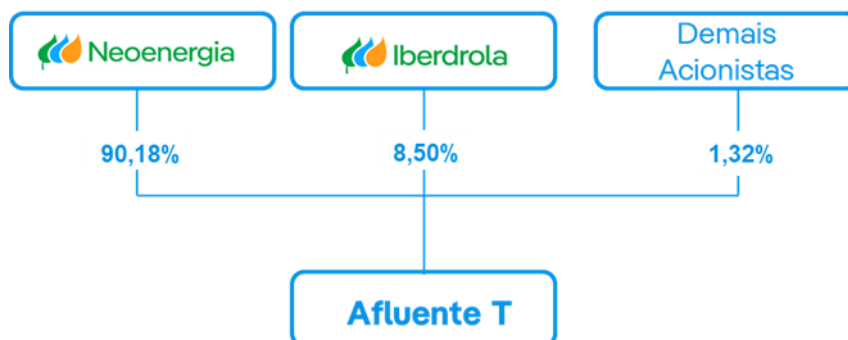 Neoenergia
Iberdrola
Demais
Acionistas
90,18%
8,50%
1,32%
Afluente T